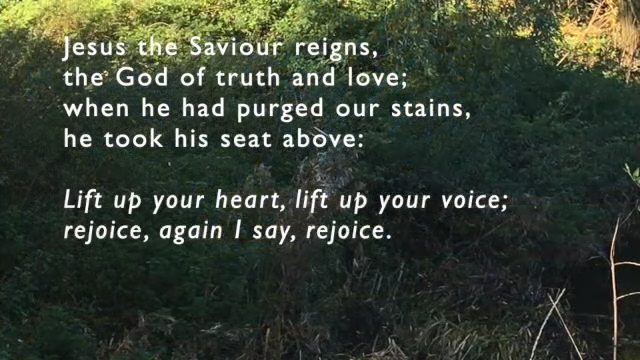 Jesus the Saviour reigns,
the God of truth and love;
when he had purged our stains,
he took his seat above:
Lift up your heart, lift up your voice;
rejoice, again I say, rejoice.